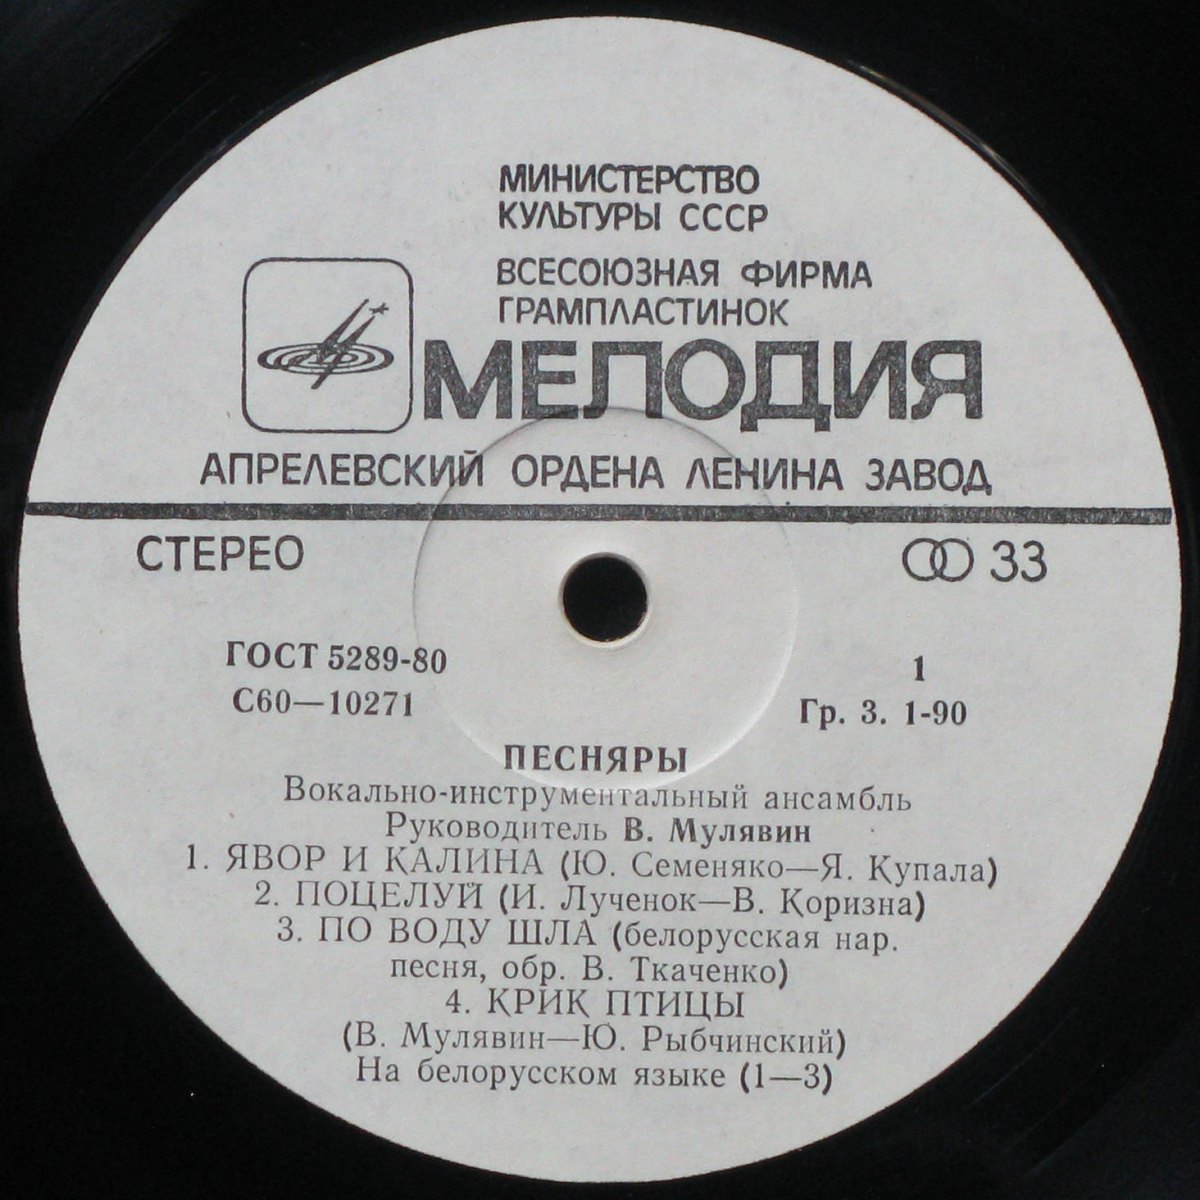 МИНИСТЕРСТВО
КУЛЬТУРЫ СССР
ВСЕСОЮЗНАЯ ФИРМА
ГРАМПЛАСТИНОК
МЕЛОДИЯ
АПРЕЛЕВСКИЙ ОРДЕНА ЛЕНИНА ЗАВОД
СТЕРЕО
33
ГОСТ 5289-80
1
С60—10271
Гр. 3. 1-90
ПЕСНЯРЫ
Вокально-инструментальный ансамбль
Руководитель В. Мулявин
1. ЯВОР И КАЛИНА (Ю. Семеняко—Я. Купала)
2. ПОЦЕЛУЙ (И. Лученок—В. Коризна)
3. ПО ВОДУ ШЛА (белорусская нар.
песня, обр. В. Ткаченко)
4. КРИК ПТИЦЫ
(В. Мулявин—Ю. Рыбчинский)
На белорусском языке (1—3)